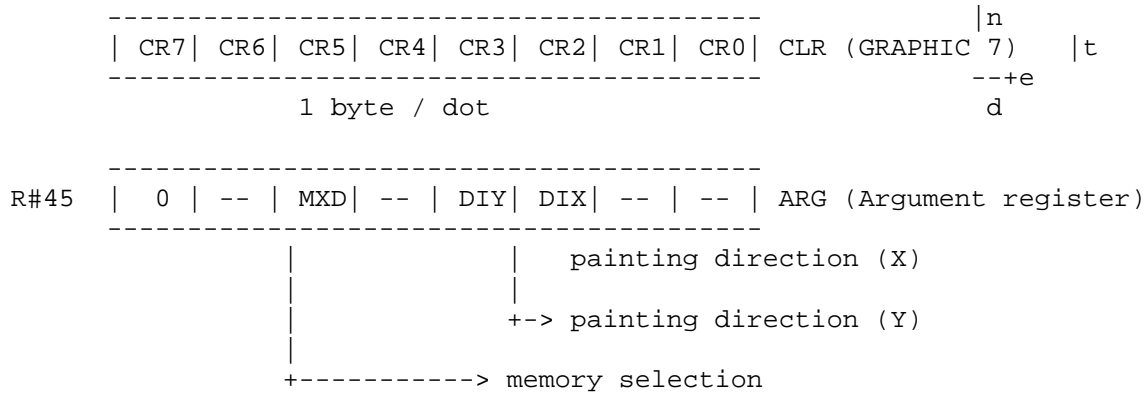 ------------------------------------------ |n
| CR7| CR6| CR5| CR4| CR3| CR2| CR1| CR0| CLR (GRAPHIC 7) |t
------------------------------------------ --+e
1 byte / dot d
------------------------------------------
R#45 | 0 | -- | MXD| -- | DIY| DIX| -- | -- | ARG (Argument register)
------------------------------------------
| | painting direction (X)
| |
| +-> painting direction (Y)
|
+-----------> memory selection